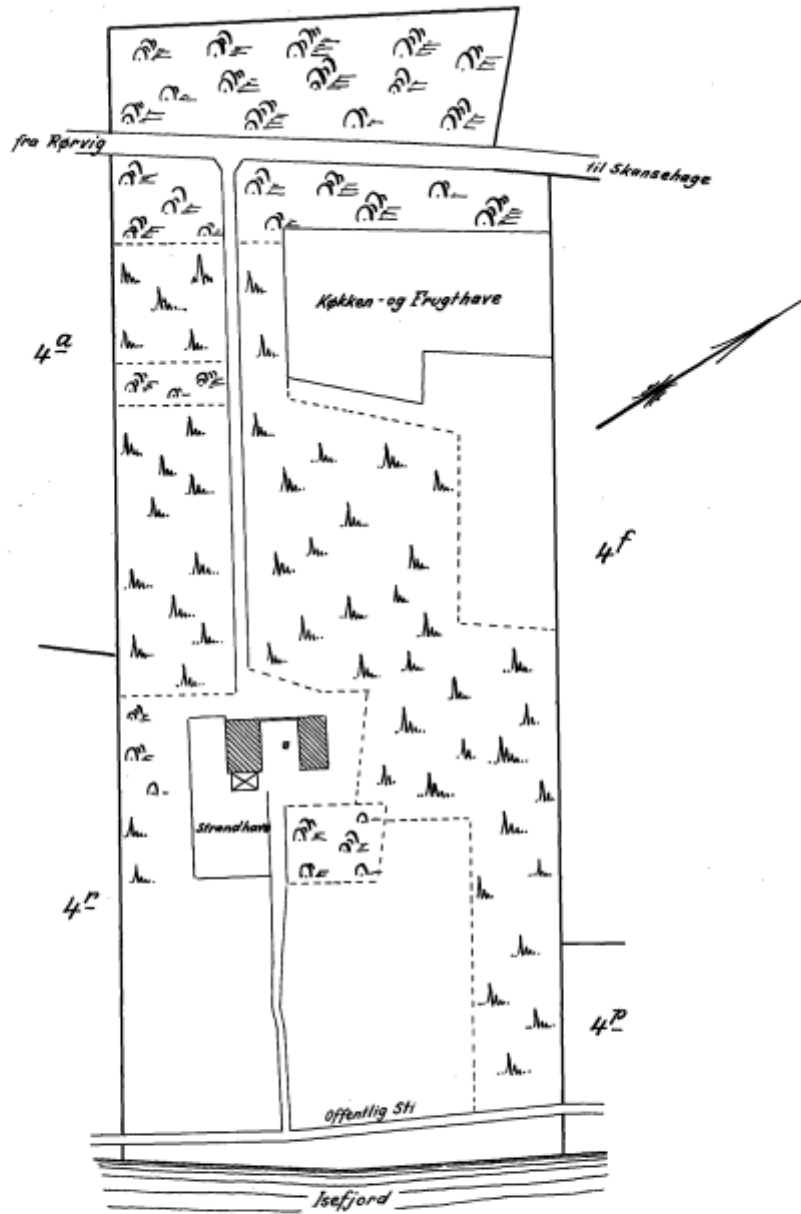 fra Rørvig
til Skansehage
Køkken- og Frugthave
4a
4f
Strandhave
4r
4p
Offentlig Sti
Isefjord